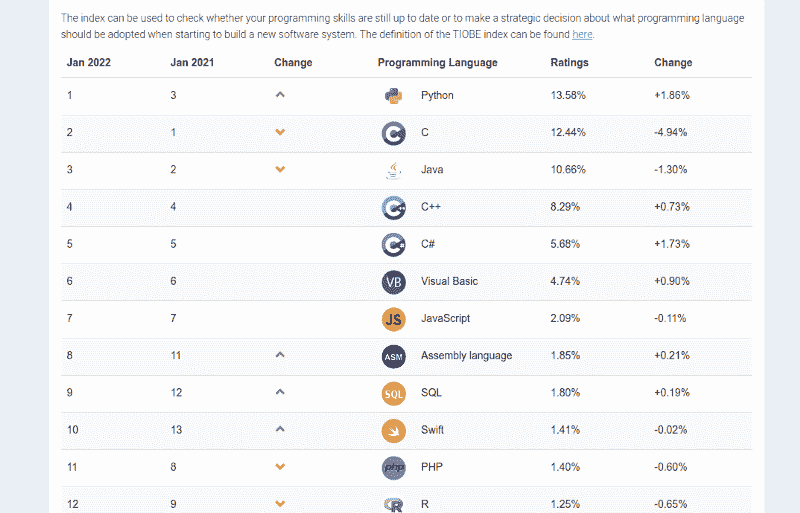 The index can be used to check whether your programming skills are still up to date or to make a strategic decision about what programming language
should be adopted when starting to build a new software system. The definition of the TIOBE index can be found here.
Jan 2022 Jan 2021 Change Programming Language Ratings Change
1 3 Python 13.58% +1.86%
2 1 C 12.44% -4.94%
3 2 Java 10.66% -1.30%
4 4 C++ 8.29% +0.73%
5 5 C# 5.68% +1.73%
6 6 VB Visual Basic 4.74% +0.90%
7 7 JS JavaScript 2.09% -0.11%
8 11 ASM Assembly language 1.85% +0.21%
9 12 SQL SQL 1.80% +0.19%
10 13 Swift 1.41% -0.02%
11 8 php PHP 1.40% -0.60%
12 9 R R 1.25% -0.65%